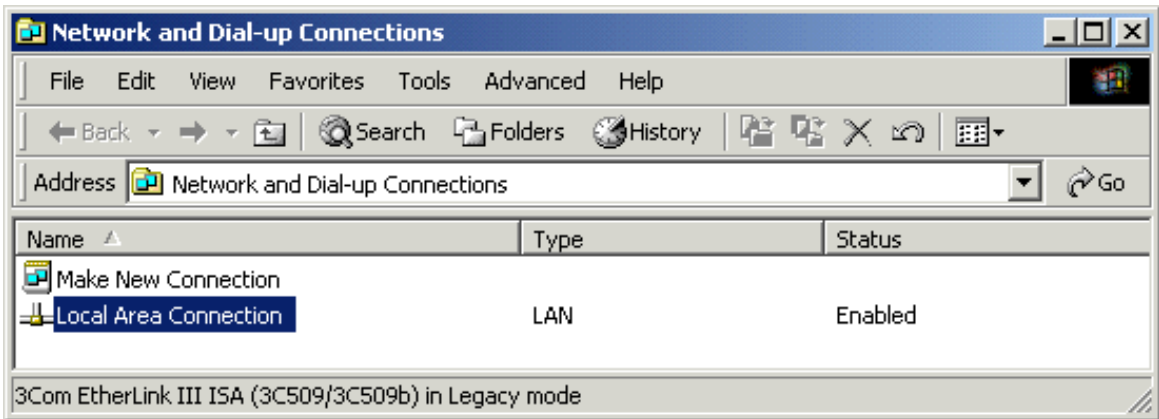 Network and Dial-up Connections
File Edit View Favorites Tools Advanced Help
Back Search Folders History
Address Network and Dial-up Connections Go
Name Type Status
Make New Connection
Local Area Connection LAN Enabled
3Com EtherLink III ISA (3C509/3C509b) in Legacy mode